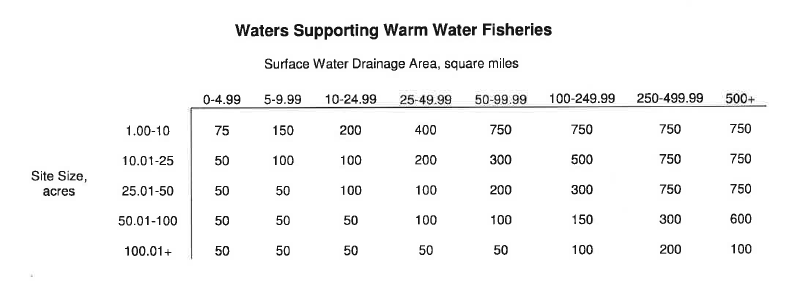 Waters Supporting Warm Water Fisheries
Surface Water Drainage Area, square miles
0-4.99 5-9.99 10-24.99 25-49.99 50-99.99 100-249.99 250-499.99 500+
1.00-10 75 150 200 400 750 750 750 750
10.01-25 50 100 100 200 300 500 750 750
Site Size,
acres
25.01-50 50 50 100 100 200 300 750 750
50.01-100 50 50 50 100 100 150 300 600
100.01+ 50 50 50 50 50 100 200 100